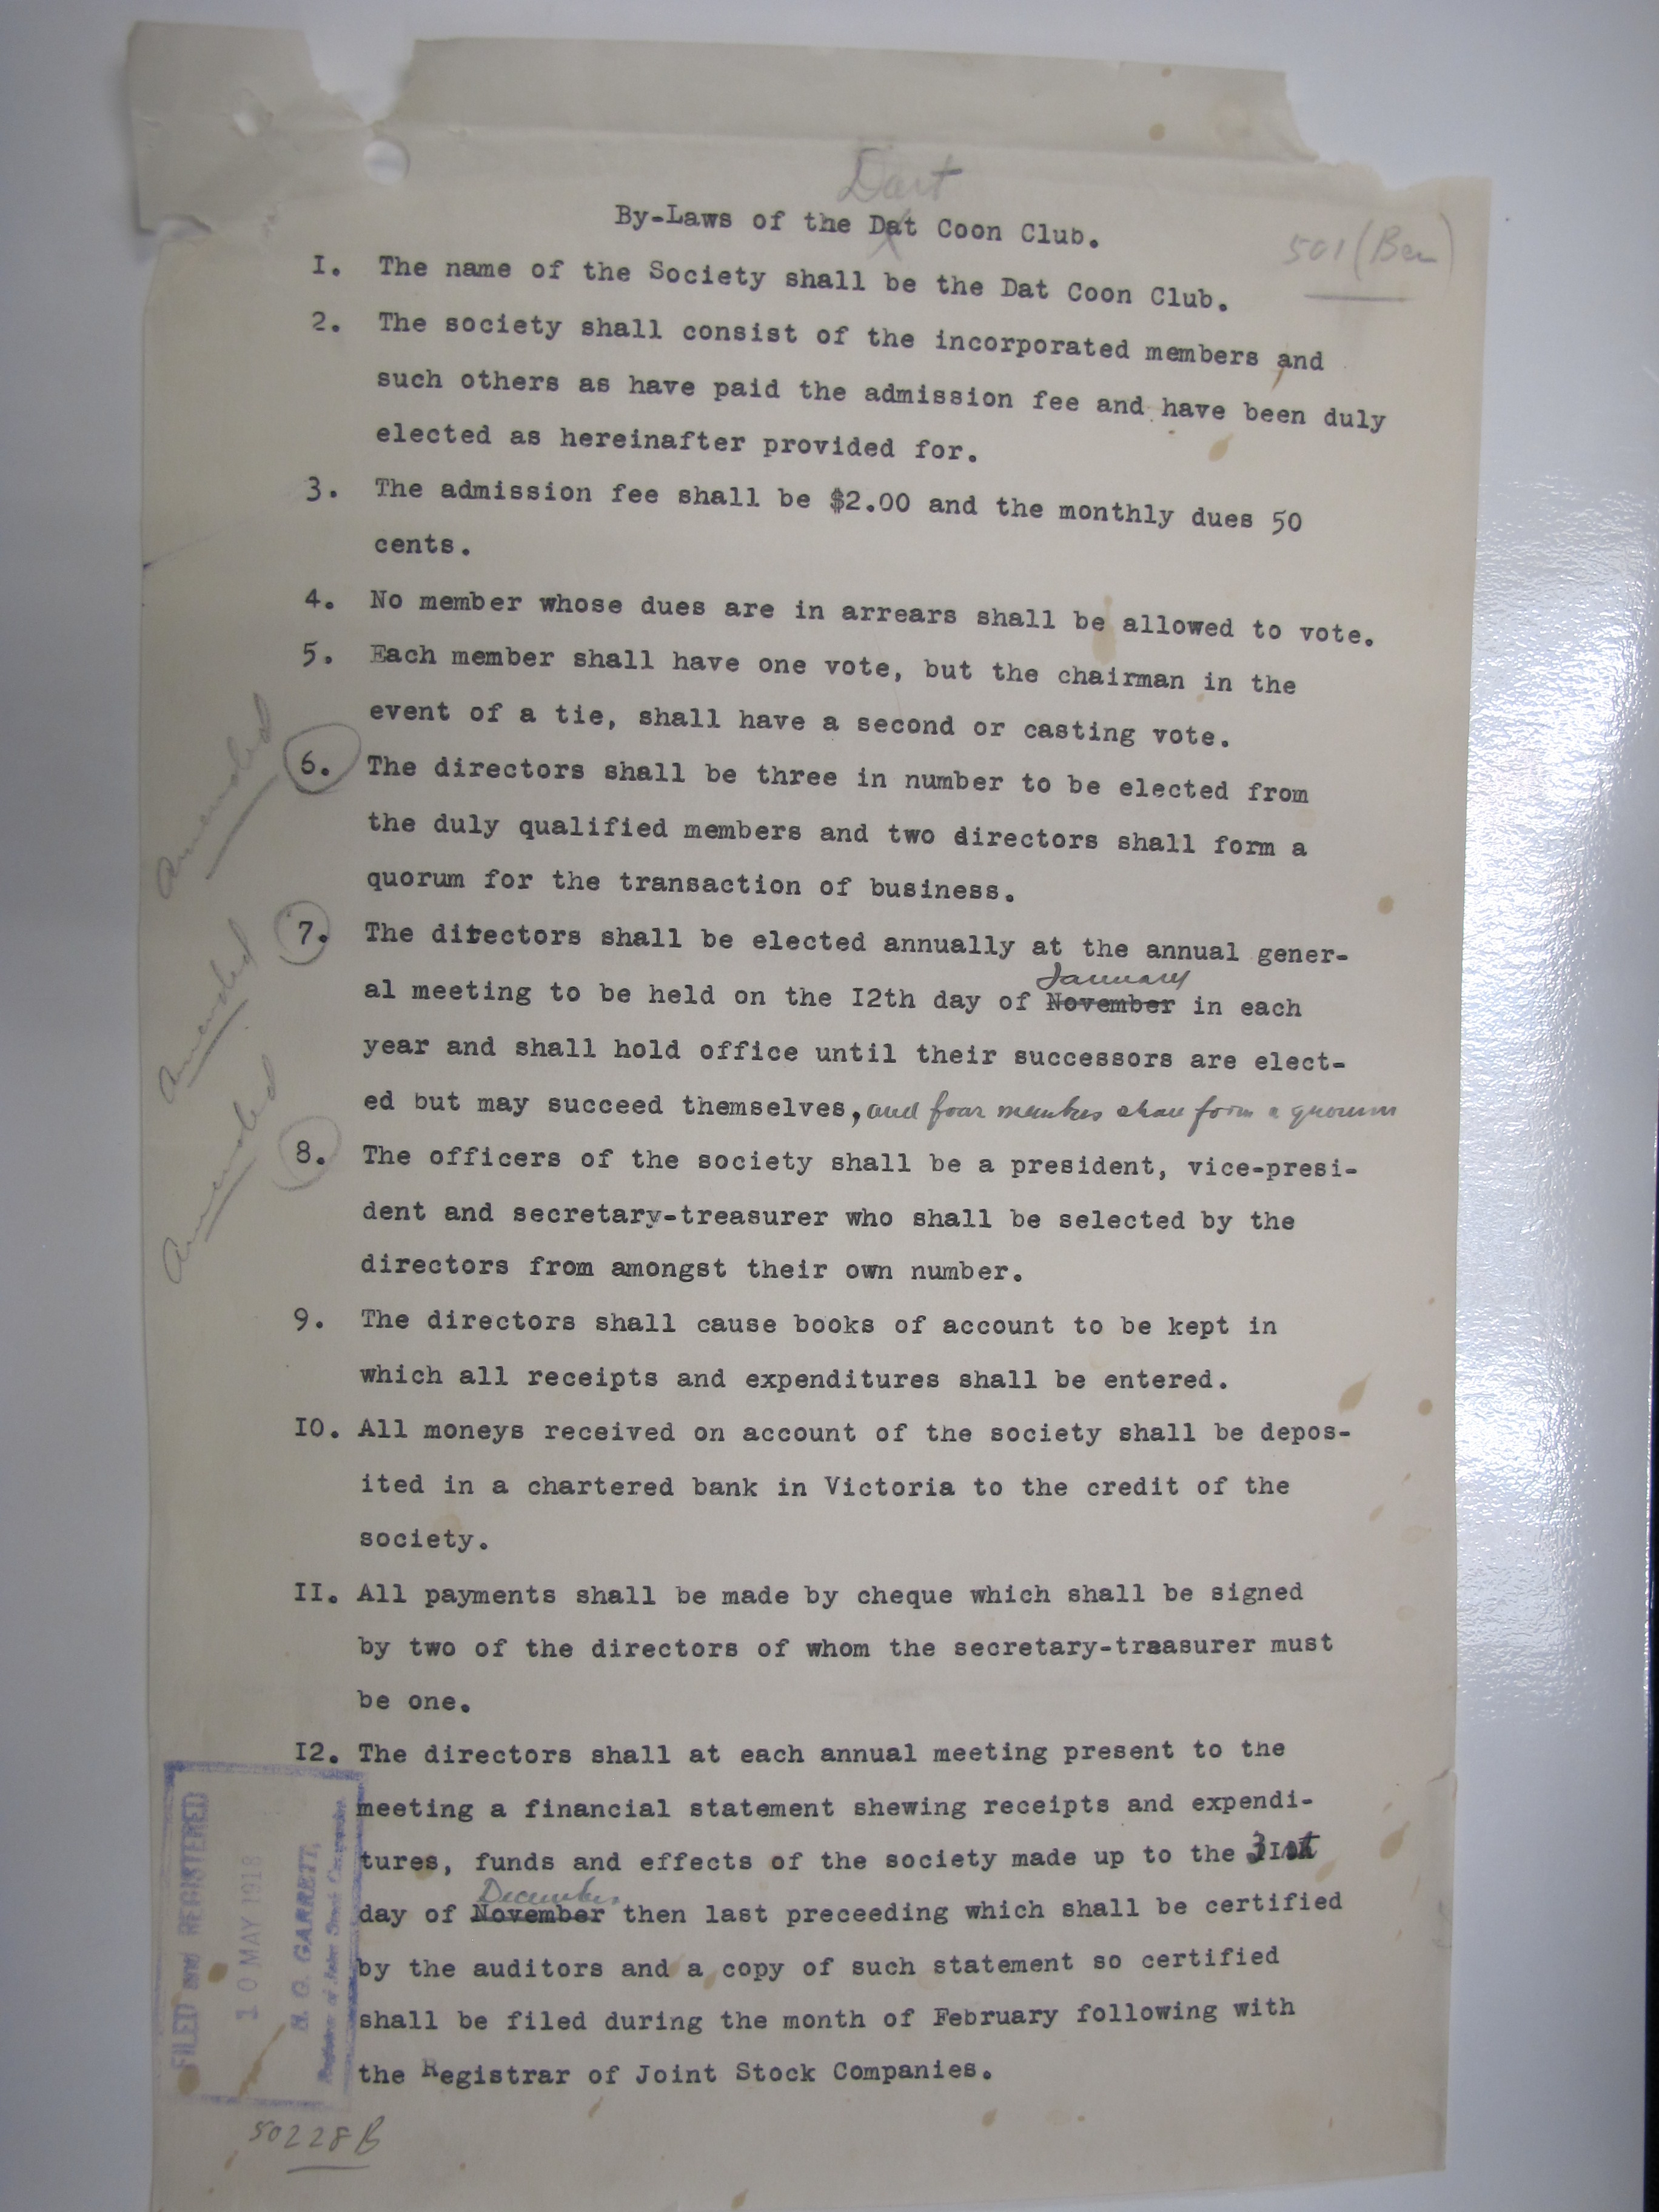 Dart
By-Laws of the Dat Coon Club.
501 (Ben)
I. The name of the Society shall be the Dat Coon Club.
2. The society shall consist of the incorporated members and
such others as have paid the admission fee and have been duly
elected as hereinafter provided for.
3. The admission fee shall be $2.00 and the monthly dues 50
cents.
4. No member whose dues are in arrears shall be allowed to vote.
5. Each member shall have one vote, but the chairman in the
event of a tie, shall have a second or casting vote.
Amended
6. The directors shall be three in number to be elected from
the duly qualified members and two directors shall form a
quorum for the transaction of business.
Amended
7. The directors shall be elected annually at the annual gener-
January
al meeting to be held on the I2th day of November in each
year and shall hold office until their successors are elect-
ed but may succeed themselves, and four members shall form a quorum
Amended
8. The officers of the society shall be a president, vice-presi-
dent and secretary-treasurer who shall be selected by the
directors from amongst their own number.
9. The directors shall cause books of account to be kept in
which all receipts and expenditures shall be entered.
IO. All moneys received on account of the society shall be depos-
ited in a chartered bank in Victoria to the credit of the
society.
II. All payments shall be made by cheque which shall be signed
by two of the directors of whom the secretary-traasurer must
be one.
I2. The directors shall at each annual meeting present to the
meeting a financial statement shewing receipts and expendi-
tures, funds and effects of the society made up to the 3Ist
December
day of November then last preceeding which shall be certified
by the auditors and a copy of such statement so certified
shall be filed during the month of February following with
the Registrar of Joint Stock Companies.
FILED and REGISTERED
10 MAY 1918
H. G. GARRETT,
Registrar of Joint Stock Companies
50228B